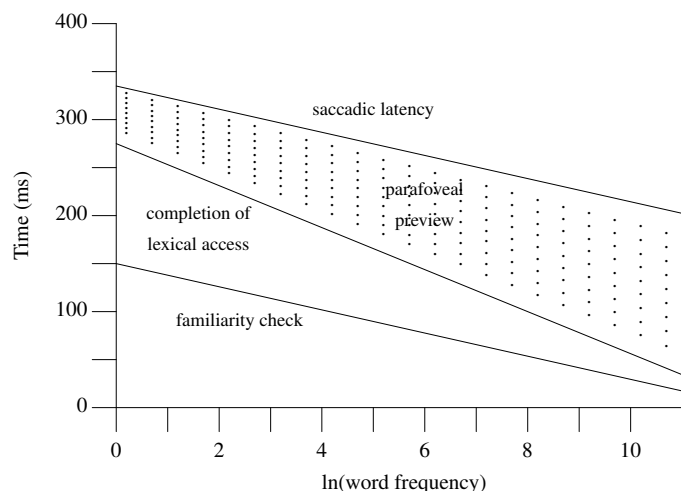 400
saccadic latency
300
parafoveal
preview
200
completion of
lexical access
Time (ms)
100
familiarity check
0
0 2 4 6 8 10
ln(word frequency)